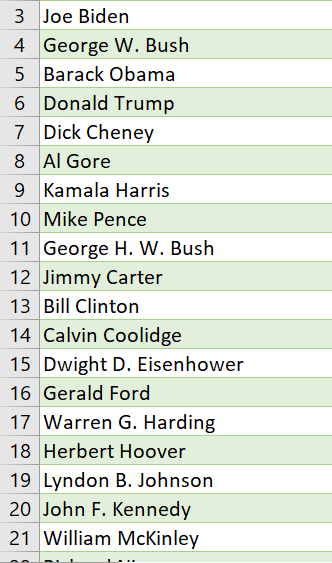 3 Joe Biden
4 George W. Bush
5 Barack Obama
6 Donald Trump
7 Dick Cheney
8 Al Gore
9 Kamala Harris
10 Mike Pence
11 George H. W. Bush
12 Jimmy Carter
13 Bill Clinton
14 Calvin Coolidge
15 Dwight D. Eisenhower
16 Gerald Ford
17 Warren G. Harding
18 Herbert Hoover
19 Lyndon B. Johnson
20 John F. Kennedy
21 William McKinley